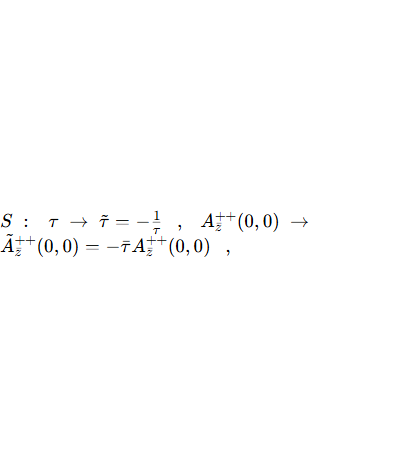 S : τ → τ̃ = −1/τ , A_z̄^{++}(0,0) →
Ã_z̄^{++}(0,0) = −τ̄A_z̄^{++}(0,0) ,